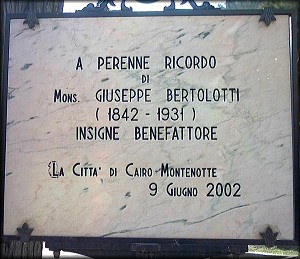 A PERENNE RICORDO
DI
MONS. GIUSEPPE BERTOLOTTI
( 1842 - 1931 )
INSIGNE BENEFATTORE
LA CITTA' DI CAIRO MONTENOTTE
9 GIUGNO 2002